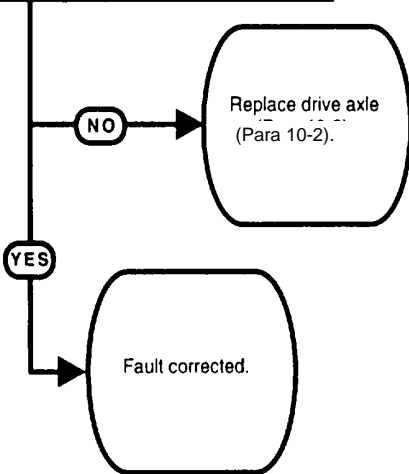 NO
Replace drive axle
(Para 10-2).
YES
Fault corrected.